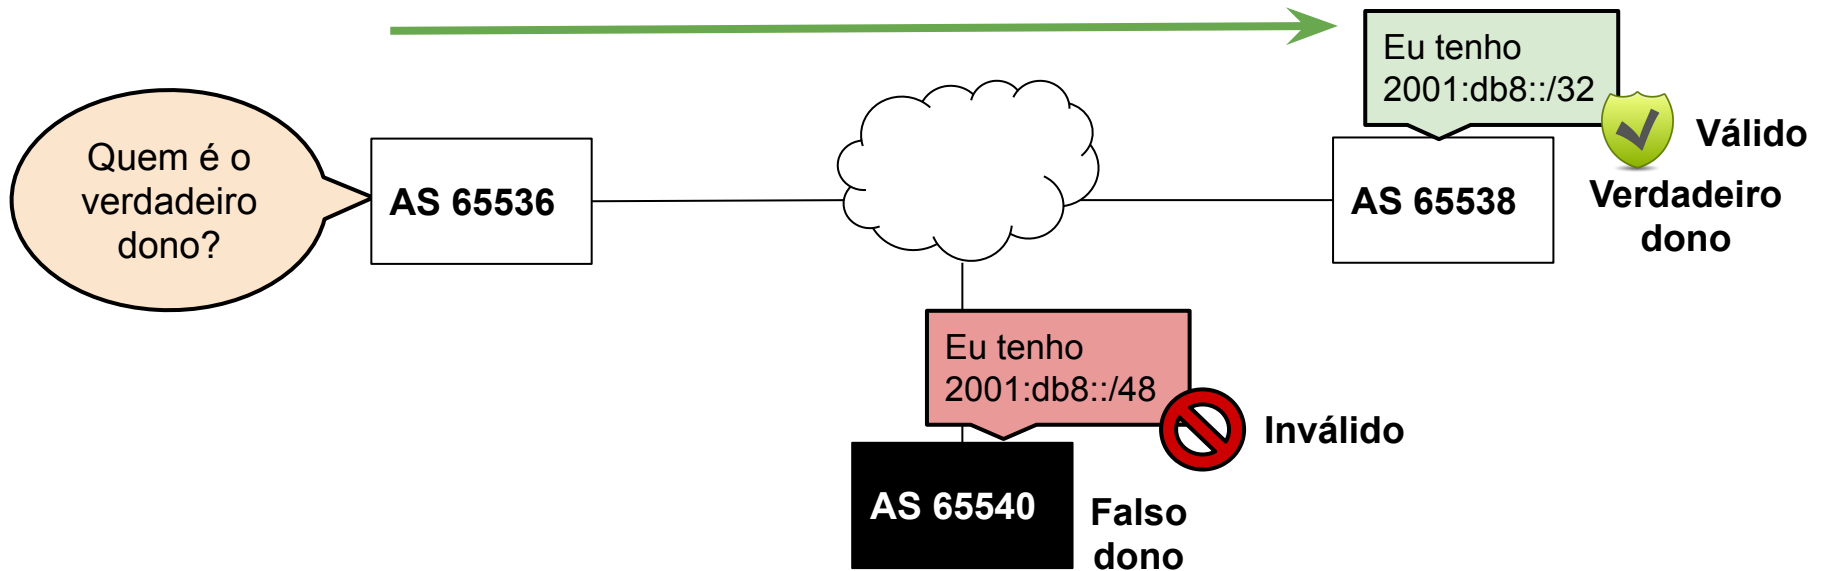 Eu tenho
2001:db8::/32
Válido
Quem é o
verdadeiro
dono?
AS 65536
AS 65538
Verdadeiro
dono
Eu tenho
2001:db8::/48
Inválido
AS 65540
Falso
dono